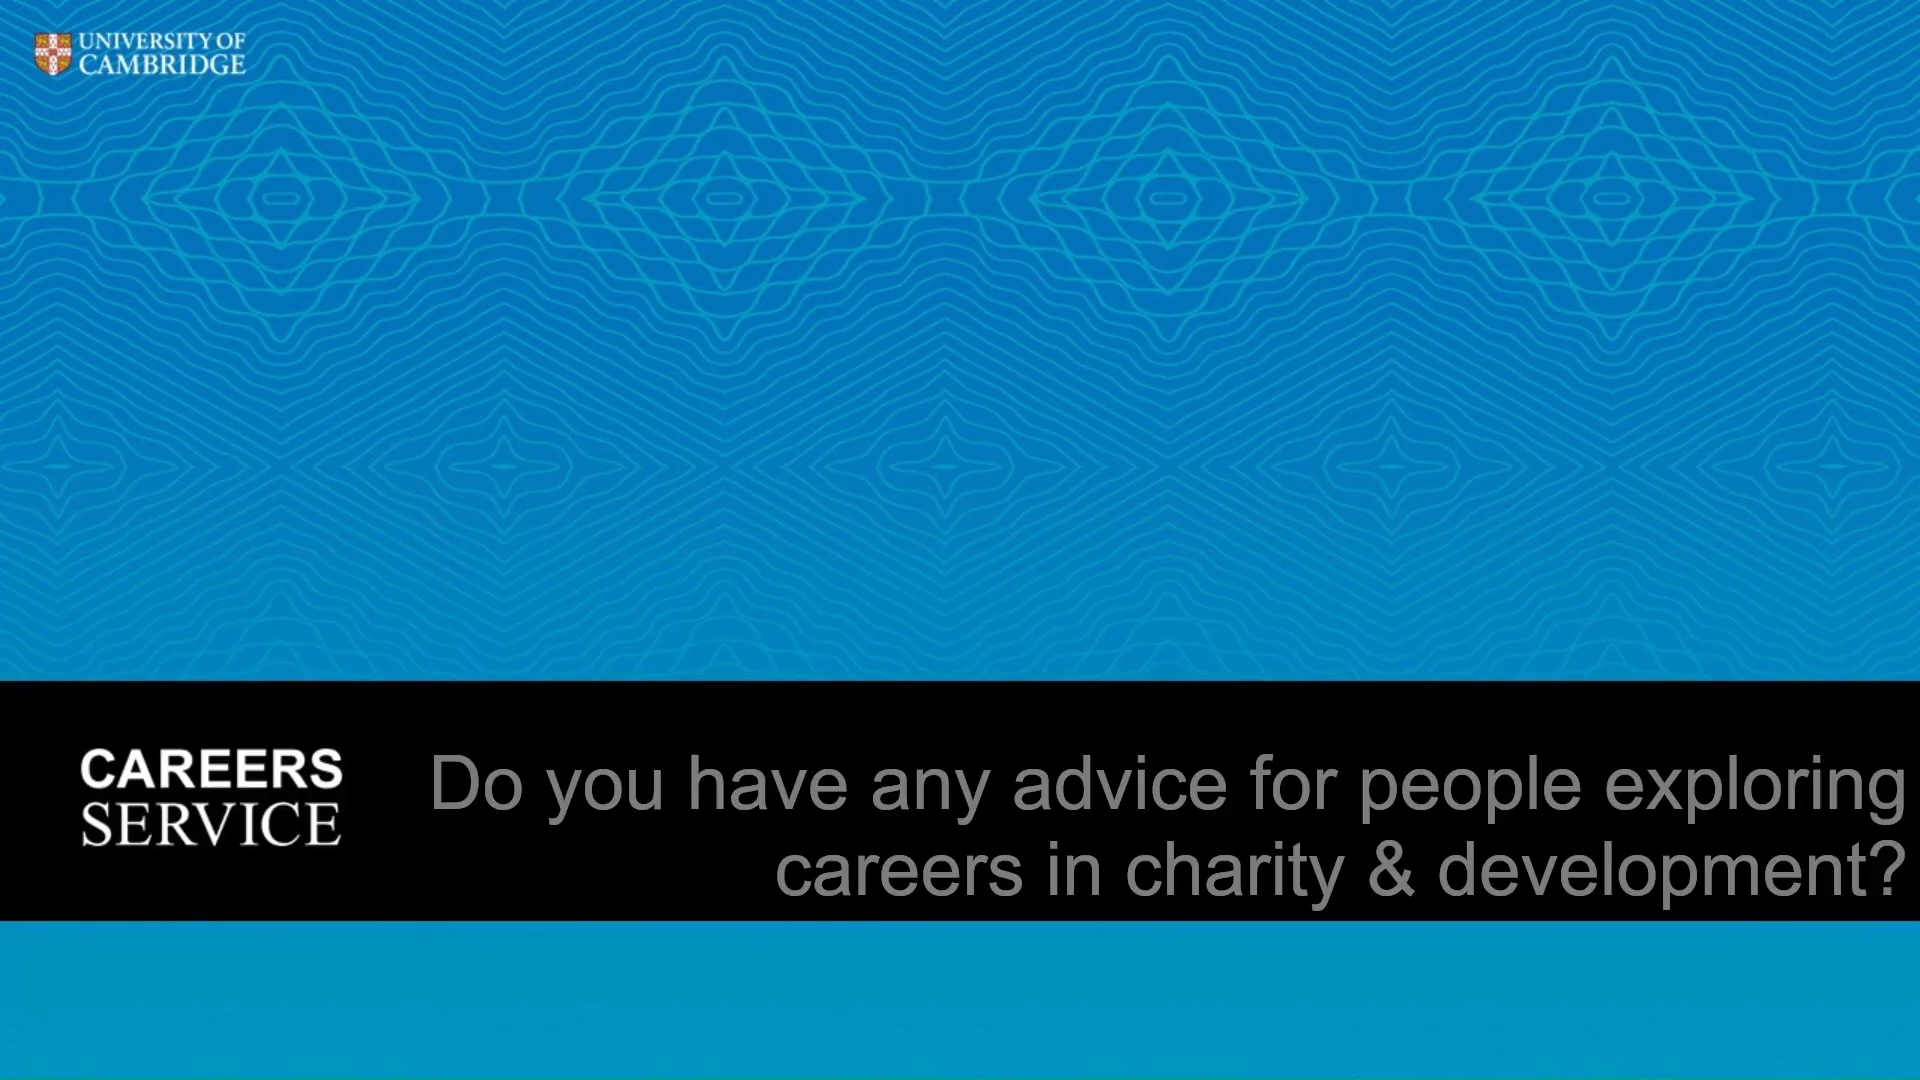 UNIVERSITY OF
CAMBRIDGE
CAREERS
SERVICE
Do you have any advice for people exploring
careers in charity & development?